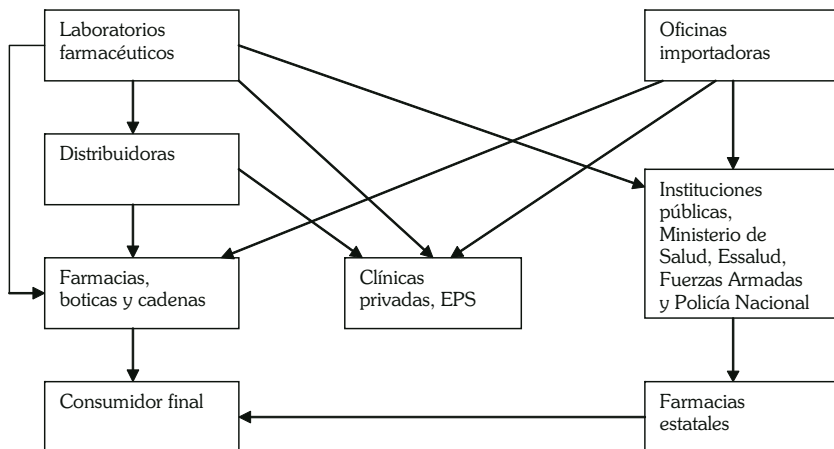 Laboratorios
farmacéuticos
Oficinas
importadoras
Distribuidoras
Instituciones
públicas,
Ministerio de
Salud, Essalud,
Fuerzas Armadas
y Policía Nacional
Farmacias,
boticas y cadenas
Clínicas
privadas, EPS
Consumidor final
Farmacias
estatales